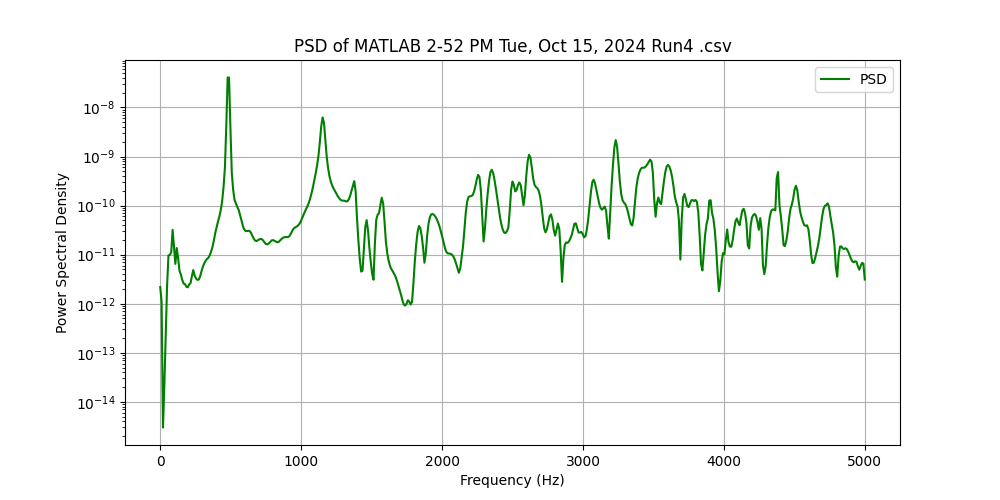 PSD of MATLAB 2-52 PM Tue, Oct 15, 2024 Run4 .csv
PSD
Power Spectral Density
10⁻⁸
10⁻⁹
10⁻¹⁰
10⁻¹¹
10⁻¹²
10⁻¹³
10⁻¹⁴
0 1000 2000 3000 4000 5000
Frequency (Hz)